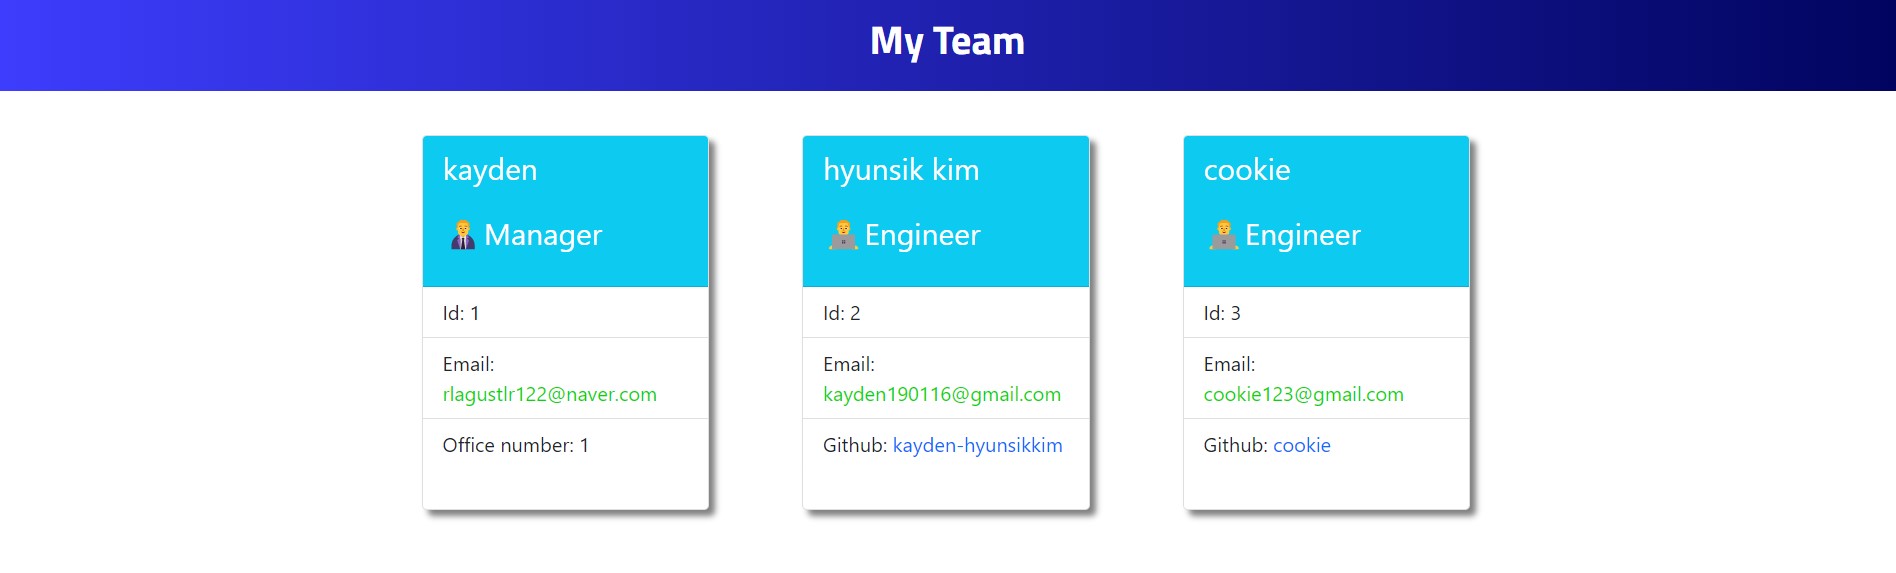 My Team
kayden
Manager
Id: 1
Email:
rlagustlr122@naver.com
Office number: 1
hyunsik kim
Engineer
Id: 2
Email:
kayden190116@gmail.com
Github: kayden-hyunsikkim
cookie
Engineer
Id: 3
Email:
cookie123@gmail.com
Github: cookie